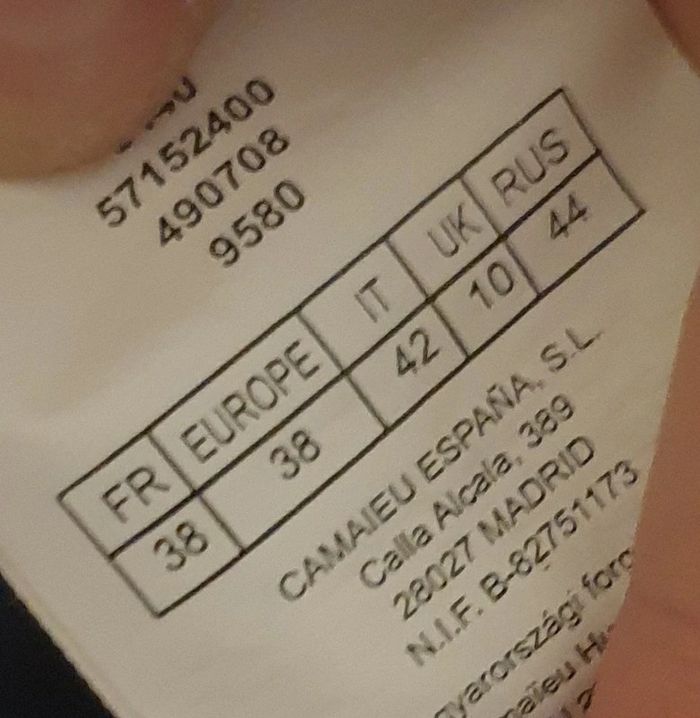 57152400
490708
9580
FR EUROPE IT UK RUS
38 38 42 10 44
CAMAIEU ESPAÑA, S.L.
Calla Alcala, 389
28027 MADRID
N.I.F. B-82751173